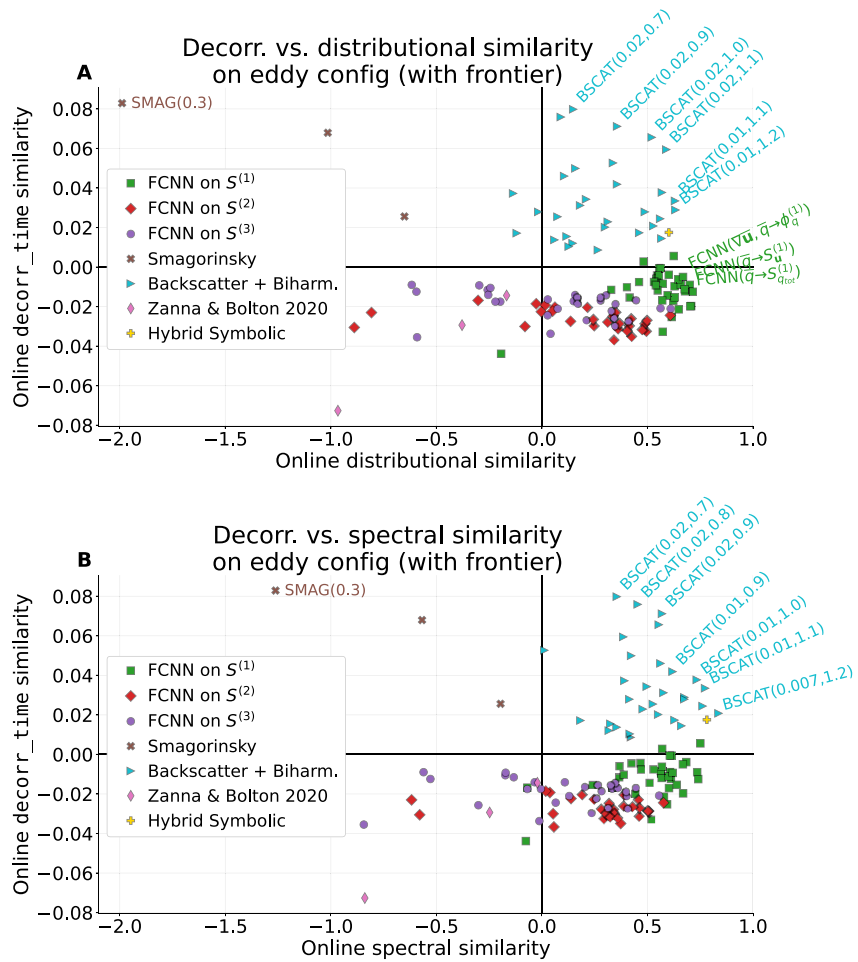 Decorr. vs. distributional similarity
on eddy config (with frontier)
A
BSCAT(0.02,0.7)
BSCAT(0.02,0.9)
BSCAT(0.02,1.0)
BSCAT(0.02,1.1)
BSCAT(0.01,1.1)
BSCAT(0.01,1.2)
SMAG(0.3)
FCNN(∇u̅, q̅→ϕ_q^(1))
FCNN(q̅→S_u^(1))
FCNN(q̅→S_{q_tot}^(1))
FCNN on S^(1)
FCNN on S^(2)
FCNN on S^(3)
Smagorinsky
Backscatter + Biharm.
Zanna & Bolton 2020
Hybrid Symbolic
0.08
0.06
0.04
0.02
0.00
−0.02
−0.04
−0.06
−0.08
Online decorr_time similarity
−2.0 −1.5 −1.0 −0.5 0.0 0.5 1.0
Online distributional similarity
Decorr. vs. spectral similarity
on eddy config (with frontier)
B
BSCAT(0.02,0.7)
BSCAT(0.02,0.8)
BSCAT(0.02,0.9)
BSCAT(0.01,0.9)
BSCAT(0.01,1.0)
BSCAT(0.01,1.1)
BSCAT(0.007,1.2)
SMAG(0.3)
FCNN on S^(1)
FCNN on S^(2)
FCNN on S^(3)
Smagorinsky
Backscatter + Biharm.
Zanna & Bolton 2020
Hybrid Symbolic
0.08
0.06
0.04
0.02
0.00
−0.02
−0.04
−0.06
−0.08
Online decorr_time similarity
−2.0 −1.5 −1.0 −0.5 0.0 0.5 1.0
Online spectral similarity